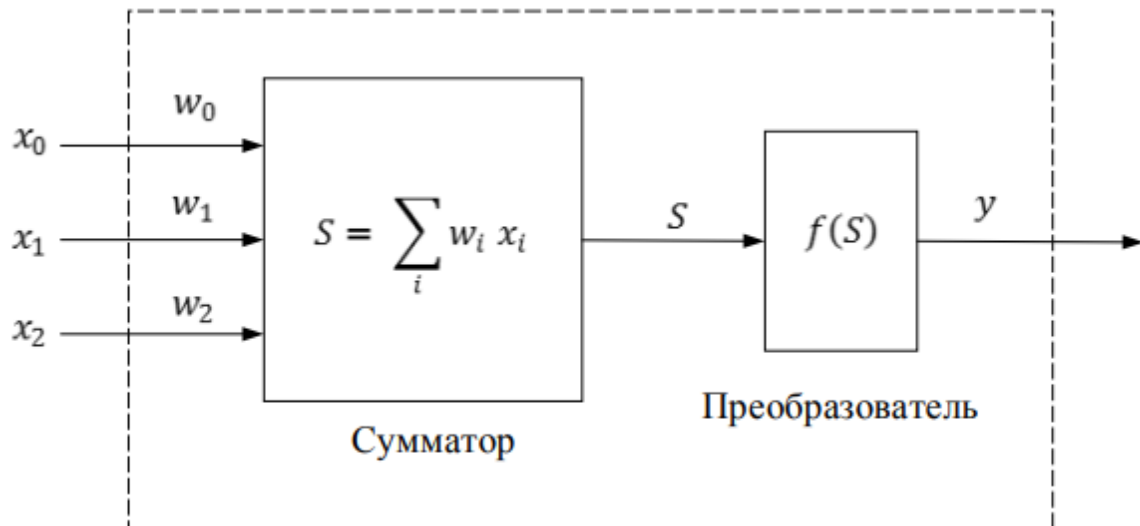 w₀
x₀
w₁
x₁
w₂
x₂
S = ∑ᵢ wᵢ xᵢ
S
f(S)
y
Сумматор
Преобразователь